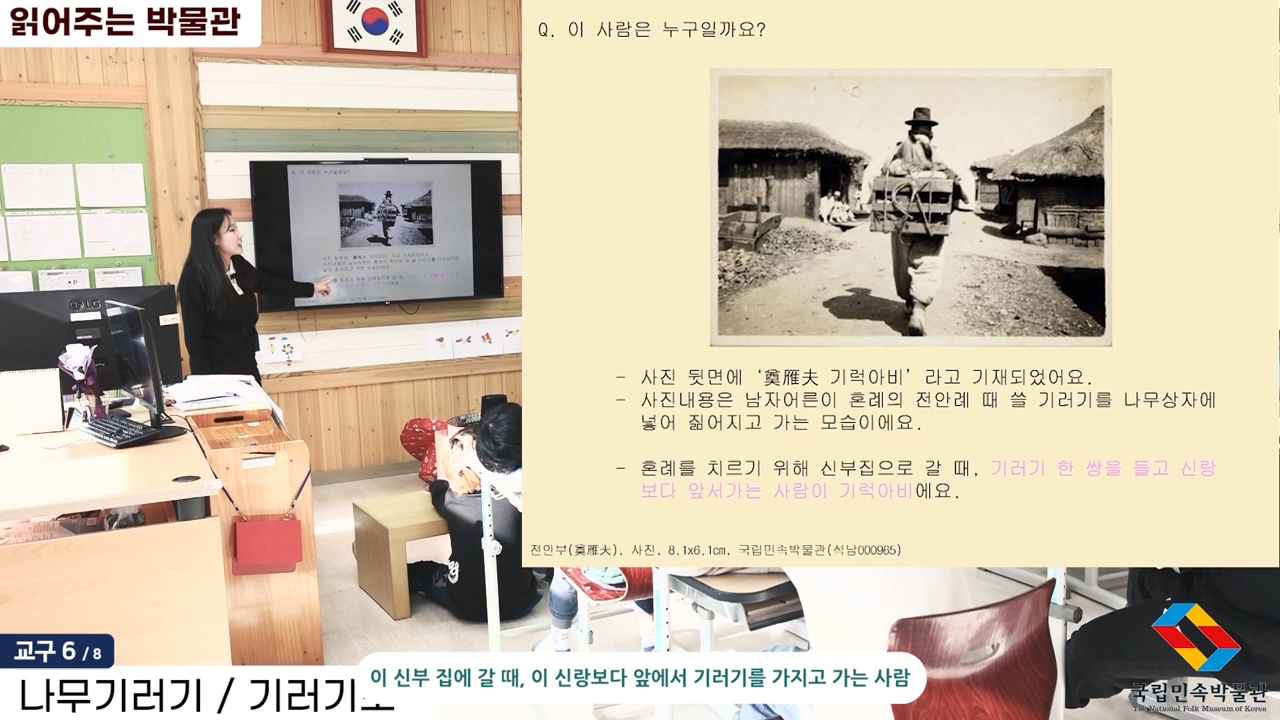 읽어주는 박물관
Q. 이 사람은 누구일까요?
- 사진 뒷면에 ‘奠雁夫 기럭아비’ 라고 기재되었어요.
- 사진내용은 남자어른이 혼례의 전안례 때 쓸 기러기를 나무상자에
넣어 짊어지고 가는 모습이에요.
- 혼례를 치르기 위해 신부집으로 갈 때, 기러기 한 쌍을 들고 신랑
보다 앞서가는 사람이 기럭아비에요.
전안부(奠雁夫), 사진, 8.1x6.1cm, 국립민속박물관(석남000965)
LG
교구 6 / 8
나무기러기 / 기러기
이 신부 집에 갈 때, 이 신랑보다 앞에서 기러기를 가지고 가는 사람
국립민속박물관
The National Folk Museum of Korea